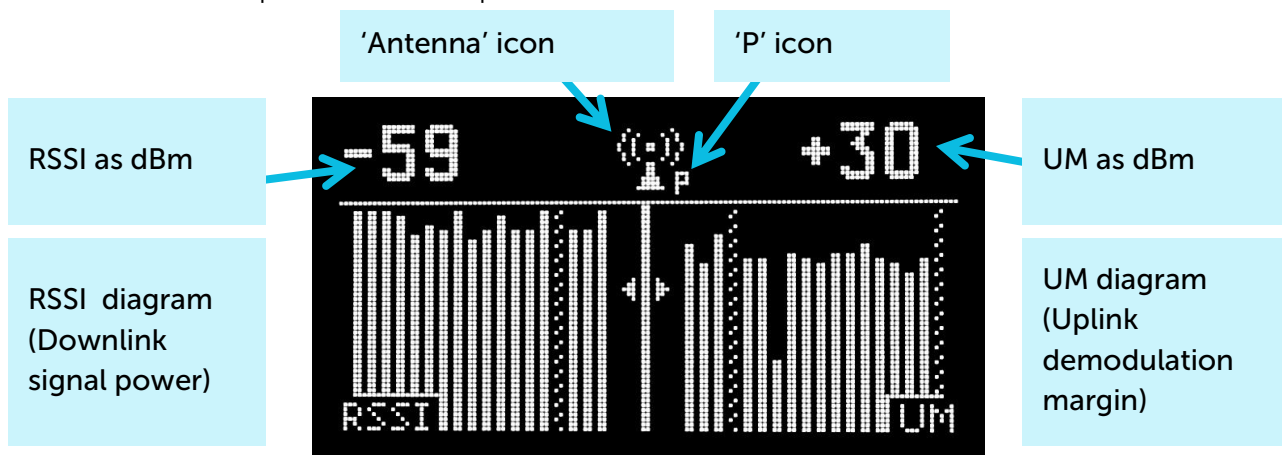 ‘Antenna’ icon
‘P’ icon
RSSI as dBm
-59
P
+30
UM as dBm
RSSI diagram
(Downlink
signal power)
UM diagram
(Uplink
demodulation
margin)
RSSI
UM